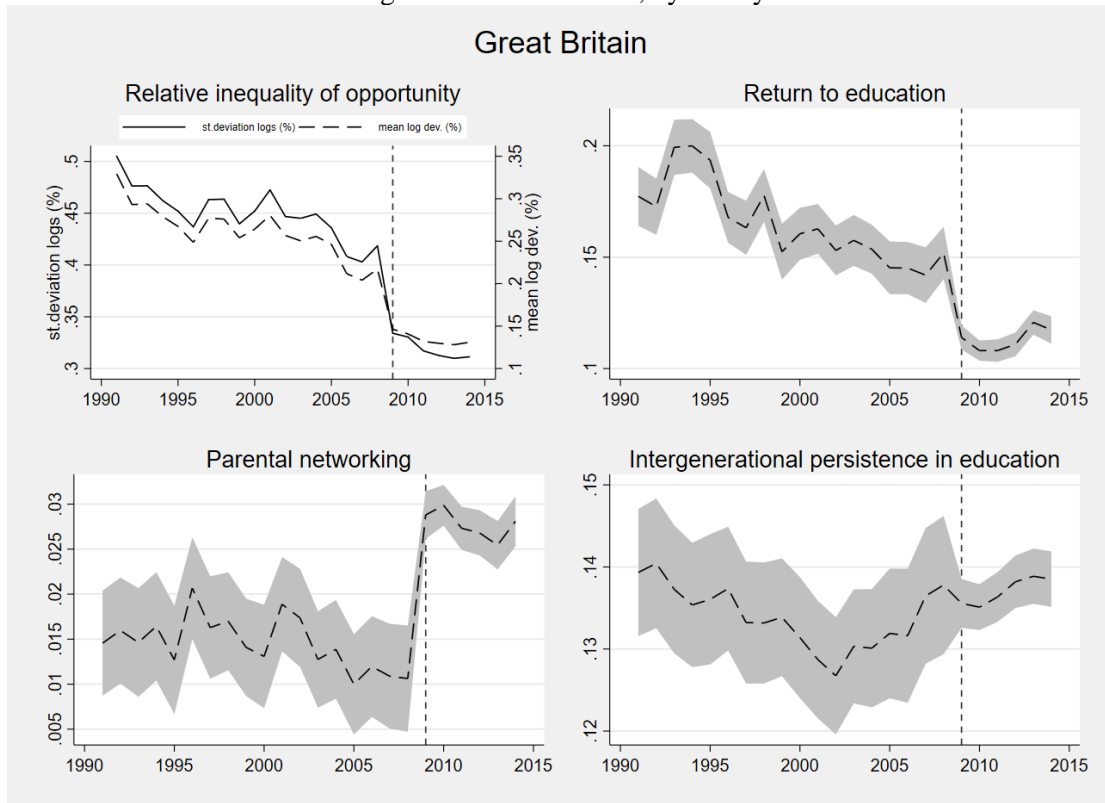 Great Britain
Relative inequality of opportunity
st.deviation logs (%) mean log dev. (%)
st.deviation logs (%)
.5
.45
.4
.35
.3
mean log dev. (%)
.35
.3
.25
.2
.15
.1
1990 1995 2000 2005 2010 2015
Return to education
.2
.15
.1
1990 1995 2000 2005 2010 2015
Parental networking
.03
.025
.02
.015
.01
.005
1990 1995 2000 2005 2010 2015
Intergenerational persistence in education
.15
.14
.13
.12
1990 1995 2000 2005 2010 2015